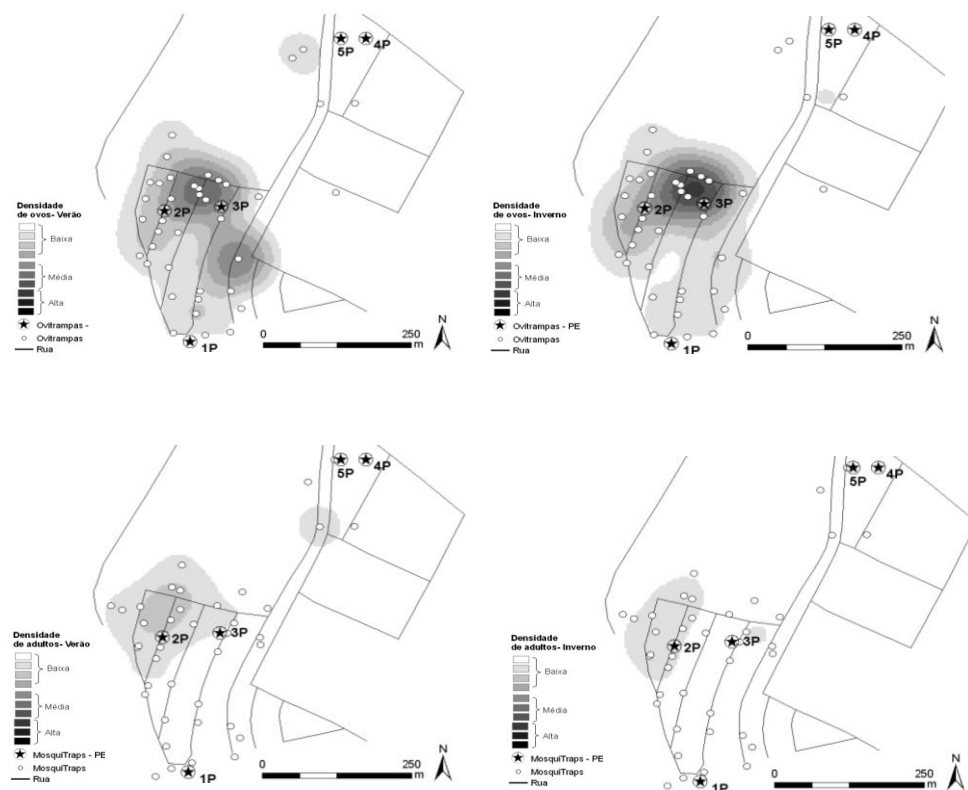 5P 4P
2P 3P
Densidade
de ovos- Verão
Baixa
Média
Alta
Ovitrampas -
Ovitrampas
Rua
1P
0 250
m
N
5P 4P
2P 3P
Densidade
de ovos- Inverno
Baixa
Média
Alta
Ovitrampas - PE
Ovitrampas
Rua
1P
0 250
m
N
5P 4P
2P 3P
Densidade
de adultos- Verão
Baixa
Média
Alta
MosquiTraps - PE
MosquiTraps
Rua
1P
0 250
m
N
5P 4P
2P 3P
Densidade
de adultos- Inverno
Baixa
Média
Alta
MosquiTraps - PE
MosquiTraps
Rua
1P
0 250
m
N